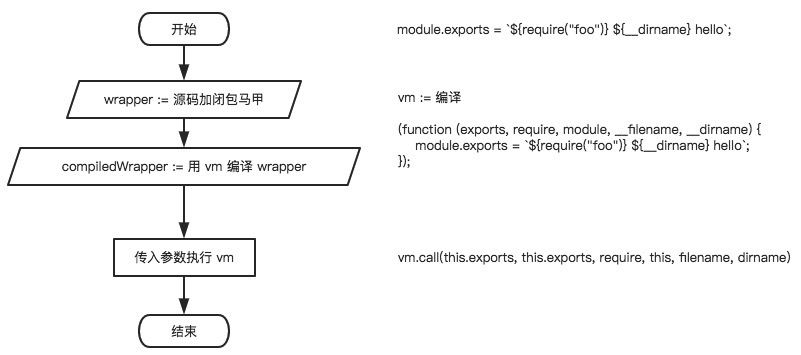 开始
module.exports = `${require("foo")} ${__dirname} hello`;
wrapper := 源码加闭包马甲
vm := 编译
(function (exports, require, module, __filename, __dirname) {
module.exports = `${require("foo")} ${__dirname} hello`;
});
compiledWrapper := 用 vm 编译 wrapper
传入参数执行 vm
vm.call(this.exports, this.exports, require, this, filename, dirname)
结束